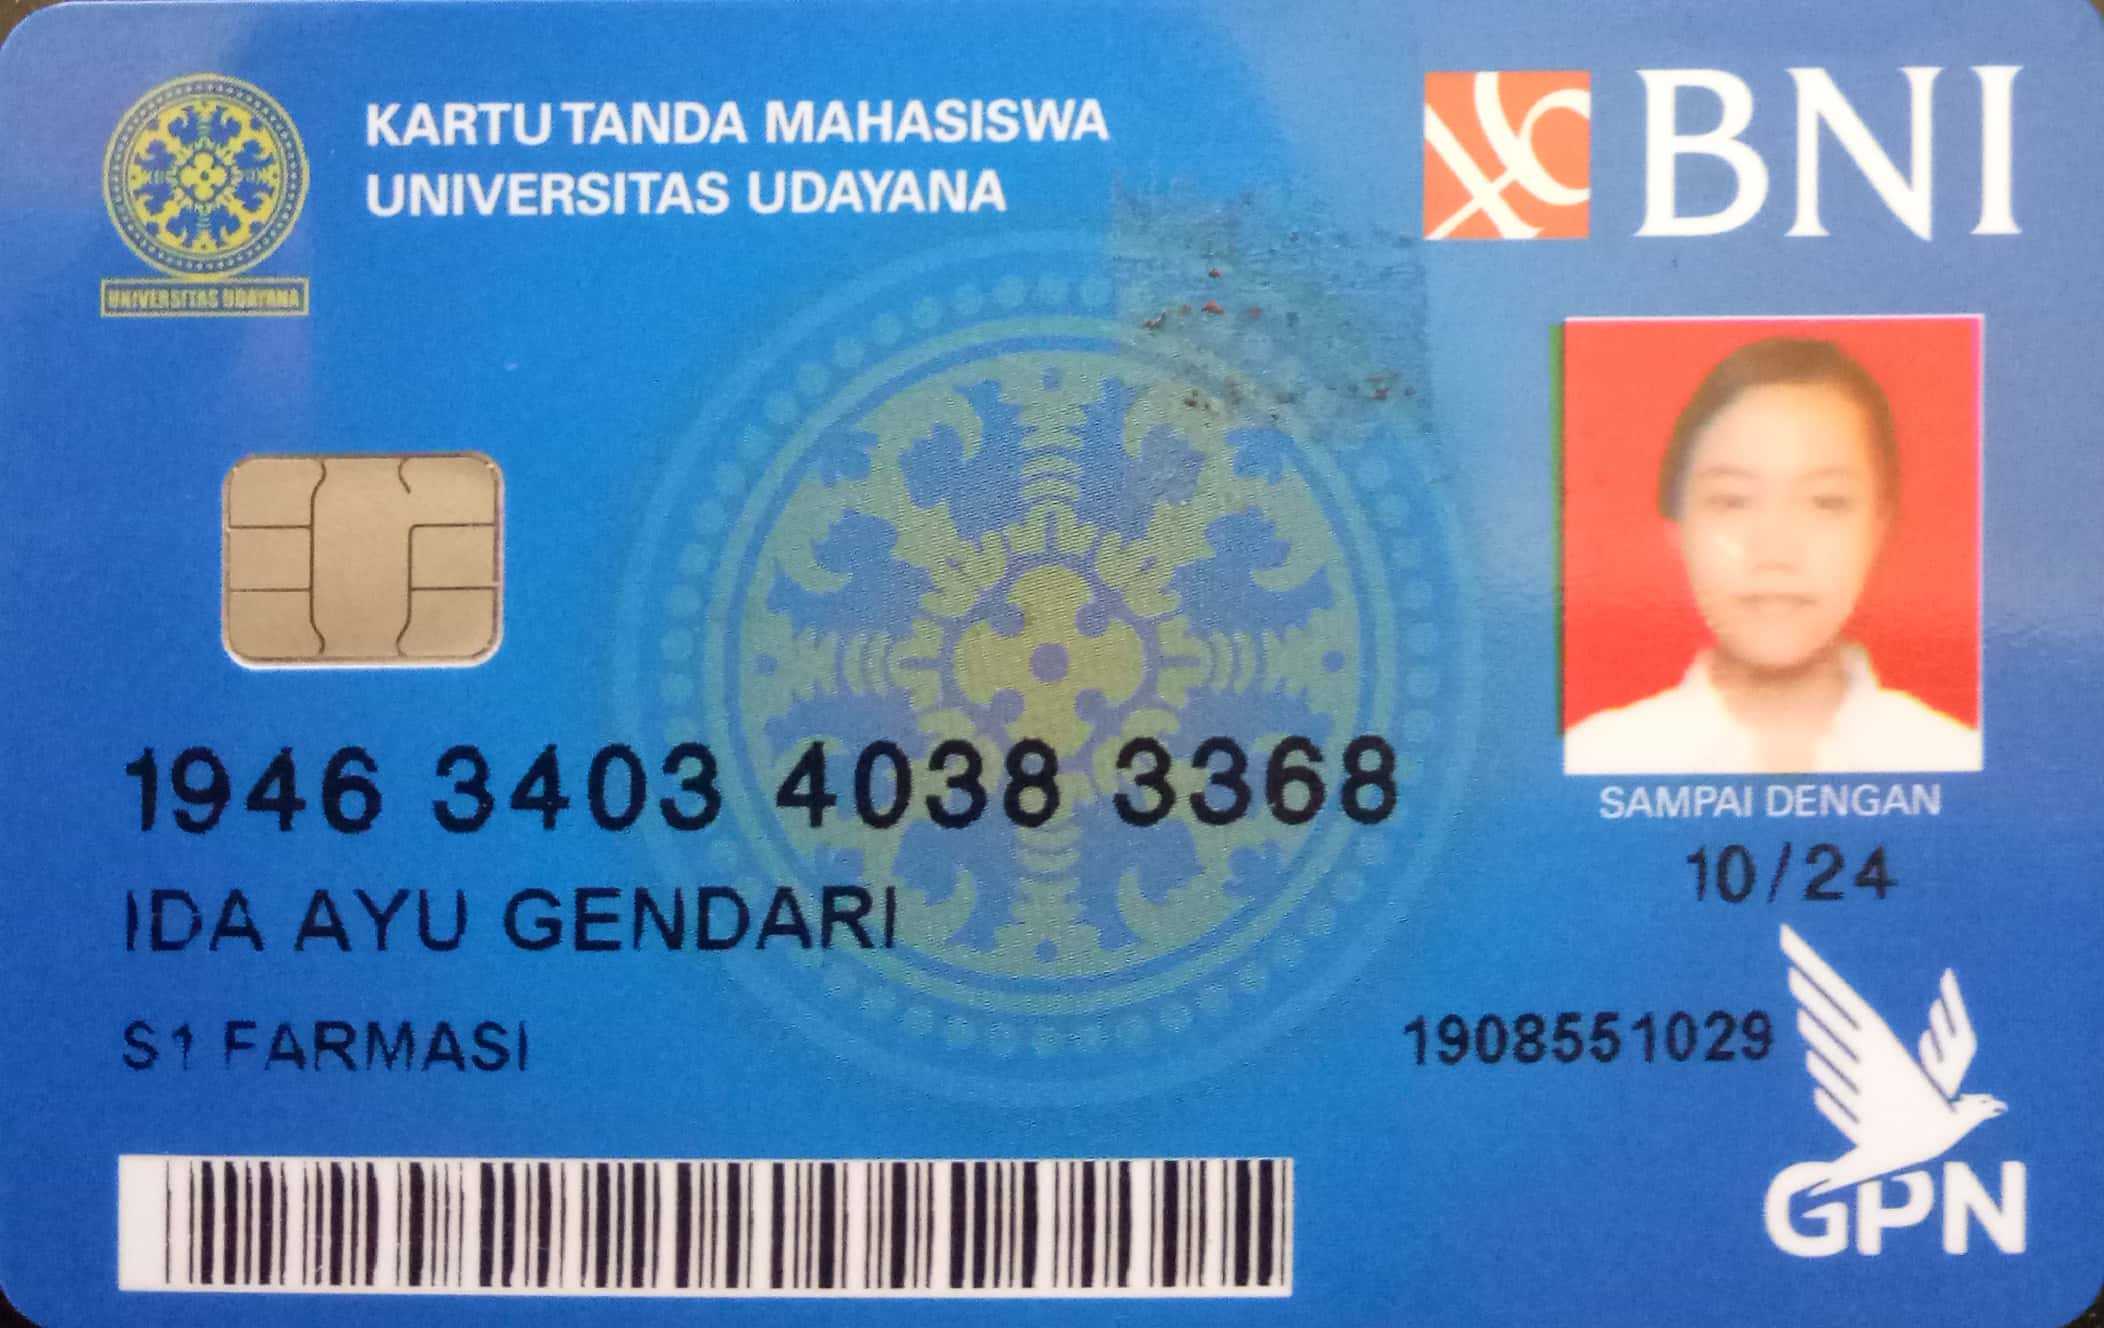 KARTU TANDA MAHASISWA
UNIVERSITAS UDAYANA
BNI
UNIVERSITAS UDAYANA
1946 3403 4038 3368
SAMPAI DENGAN
10/24
IDA AYU GENDARI
S1 FARMASI
1908551029
GPN